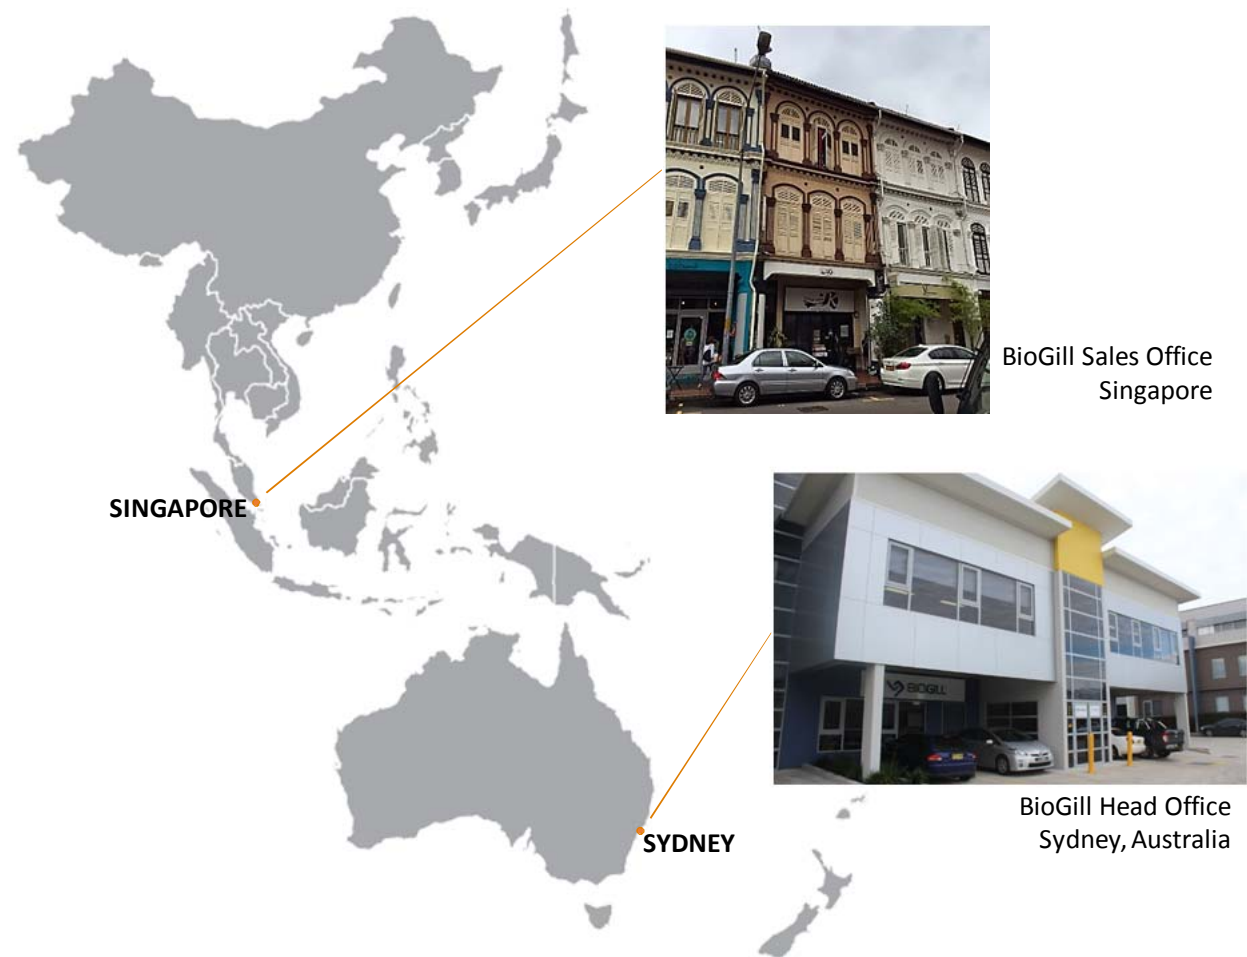 BioGill Sales Office
Singapore
SINGAPORE
BIOGILL
BioGill Head Office
Sydney, Australia
SYDNEY